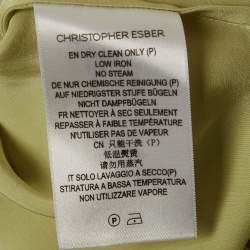 CHRISTOPHER ESBER
EN DRY CLEAN ONLY (P)
LOW IRON
NO STEAM
DE NUR CHEMISCHE REINIGUNG (P)
AUF NIEDRIGSTER STUFE BÜGELN
NICHT DAMPFBÜGELN
FR NETTOYER À SEC SEULEMENT
REPASSER À FAIBLE TEMPÉRATURE
N'UTILISER PAS DE VAPEUR
CN 只能干洗 (P)
低温熨烫
请勿用蒸汽
IT SOLO LAVAGGIO A SECCO(P)
STIRATURA A BASSA TEMPERATURA
NON UTILIZZARE VAPORE
P